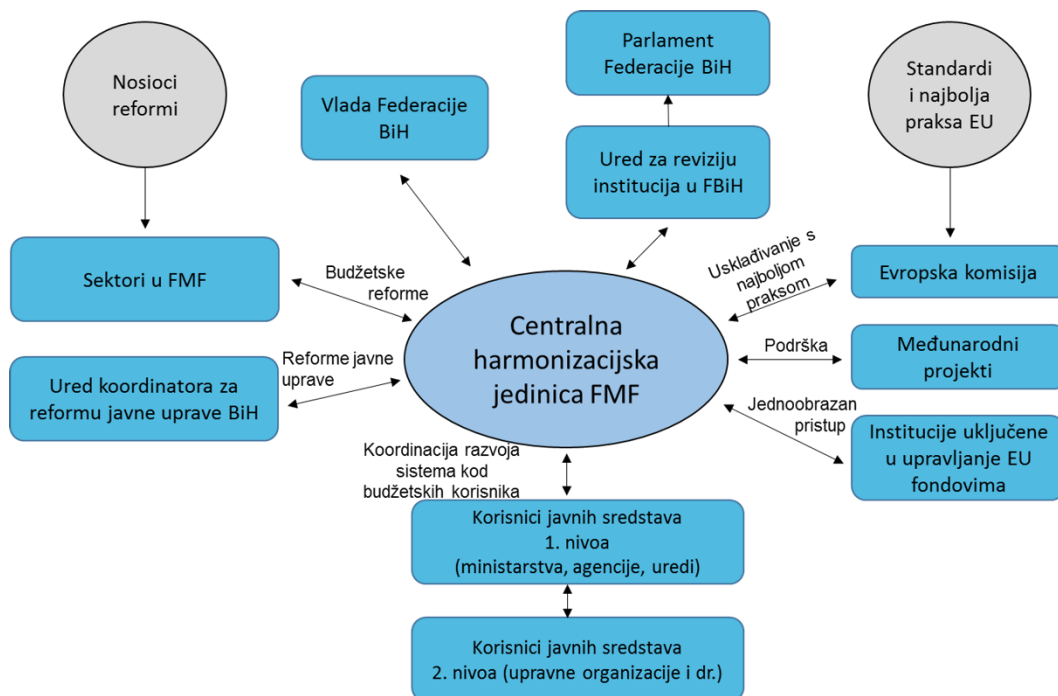 Nosioci
reformi
Vlada Federacije
BiH
Parlament
Federacije BiH
Ured za reviziju
institucija u FBiH
Standardi
i najbolja
praksa EU
Sektori u FMF
Budžetske
reforme
Usklađivanje s
najboljom
praksom
Evropska komisija
Centralna
harmonizacijska
jedinica FMF
Ured koordinatora za
reformu javne uprave BiH
Reforme javne
uprave
Podrška
Međunarodni
projekti
Jednoobrazan
pristup
Institucije uključene
u upravljanje EU
fondovima
Koordinacija razvoja
sistema kod
budžetskih korisnika
Korisnici javnih sredstava
1. nivoa
(ministarstva, agencije, uredi)
Korisnici javnih sredstava
2. nivoa (upravne organizacije i dr.)